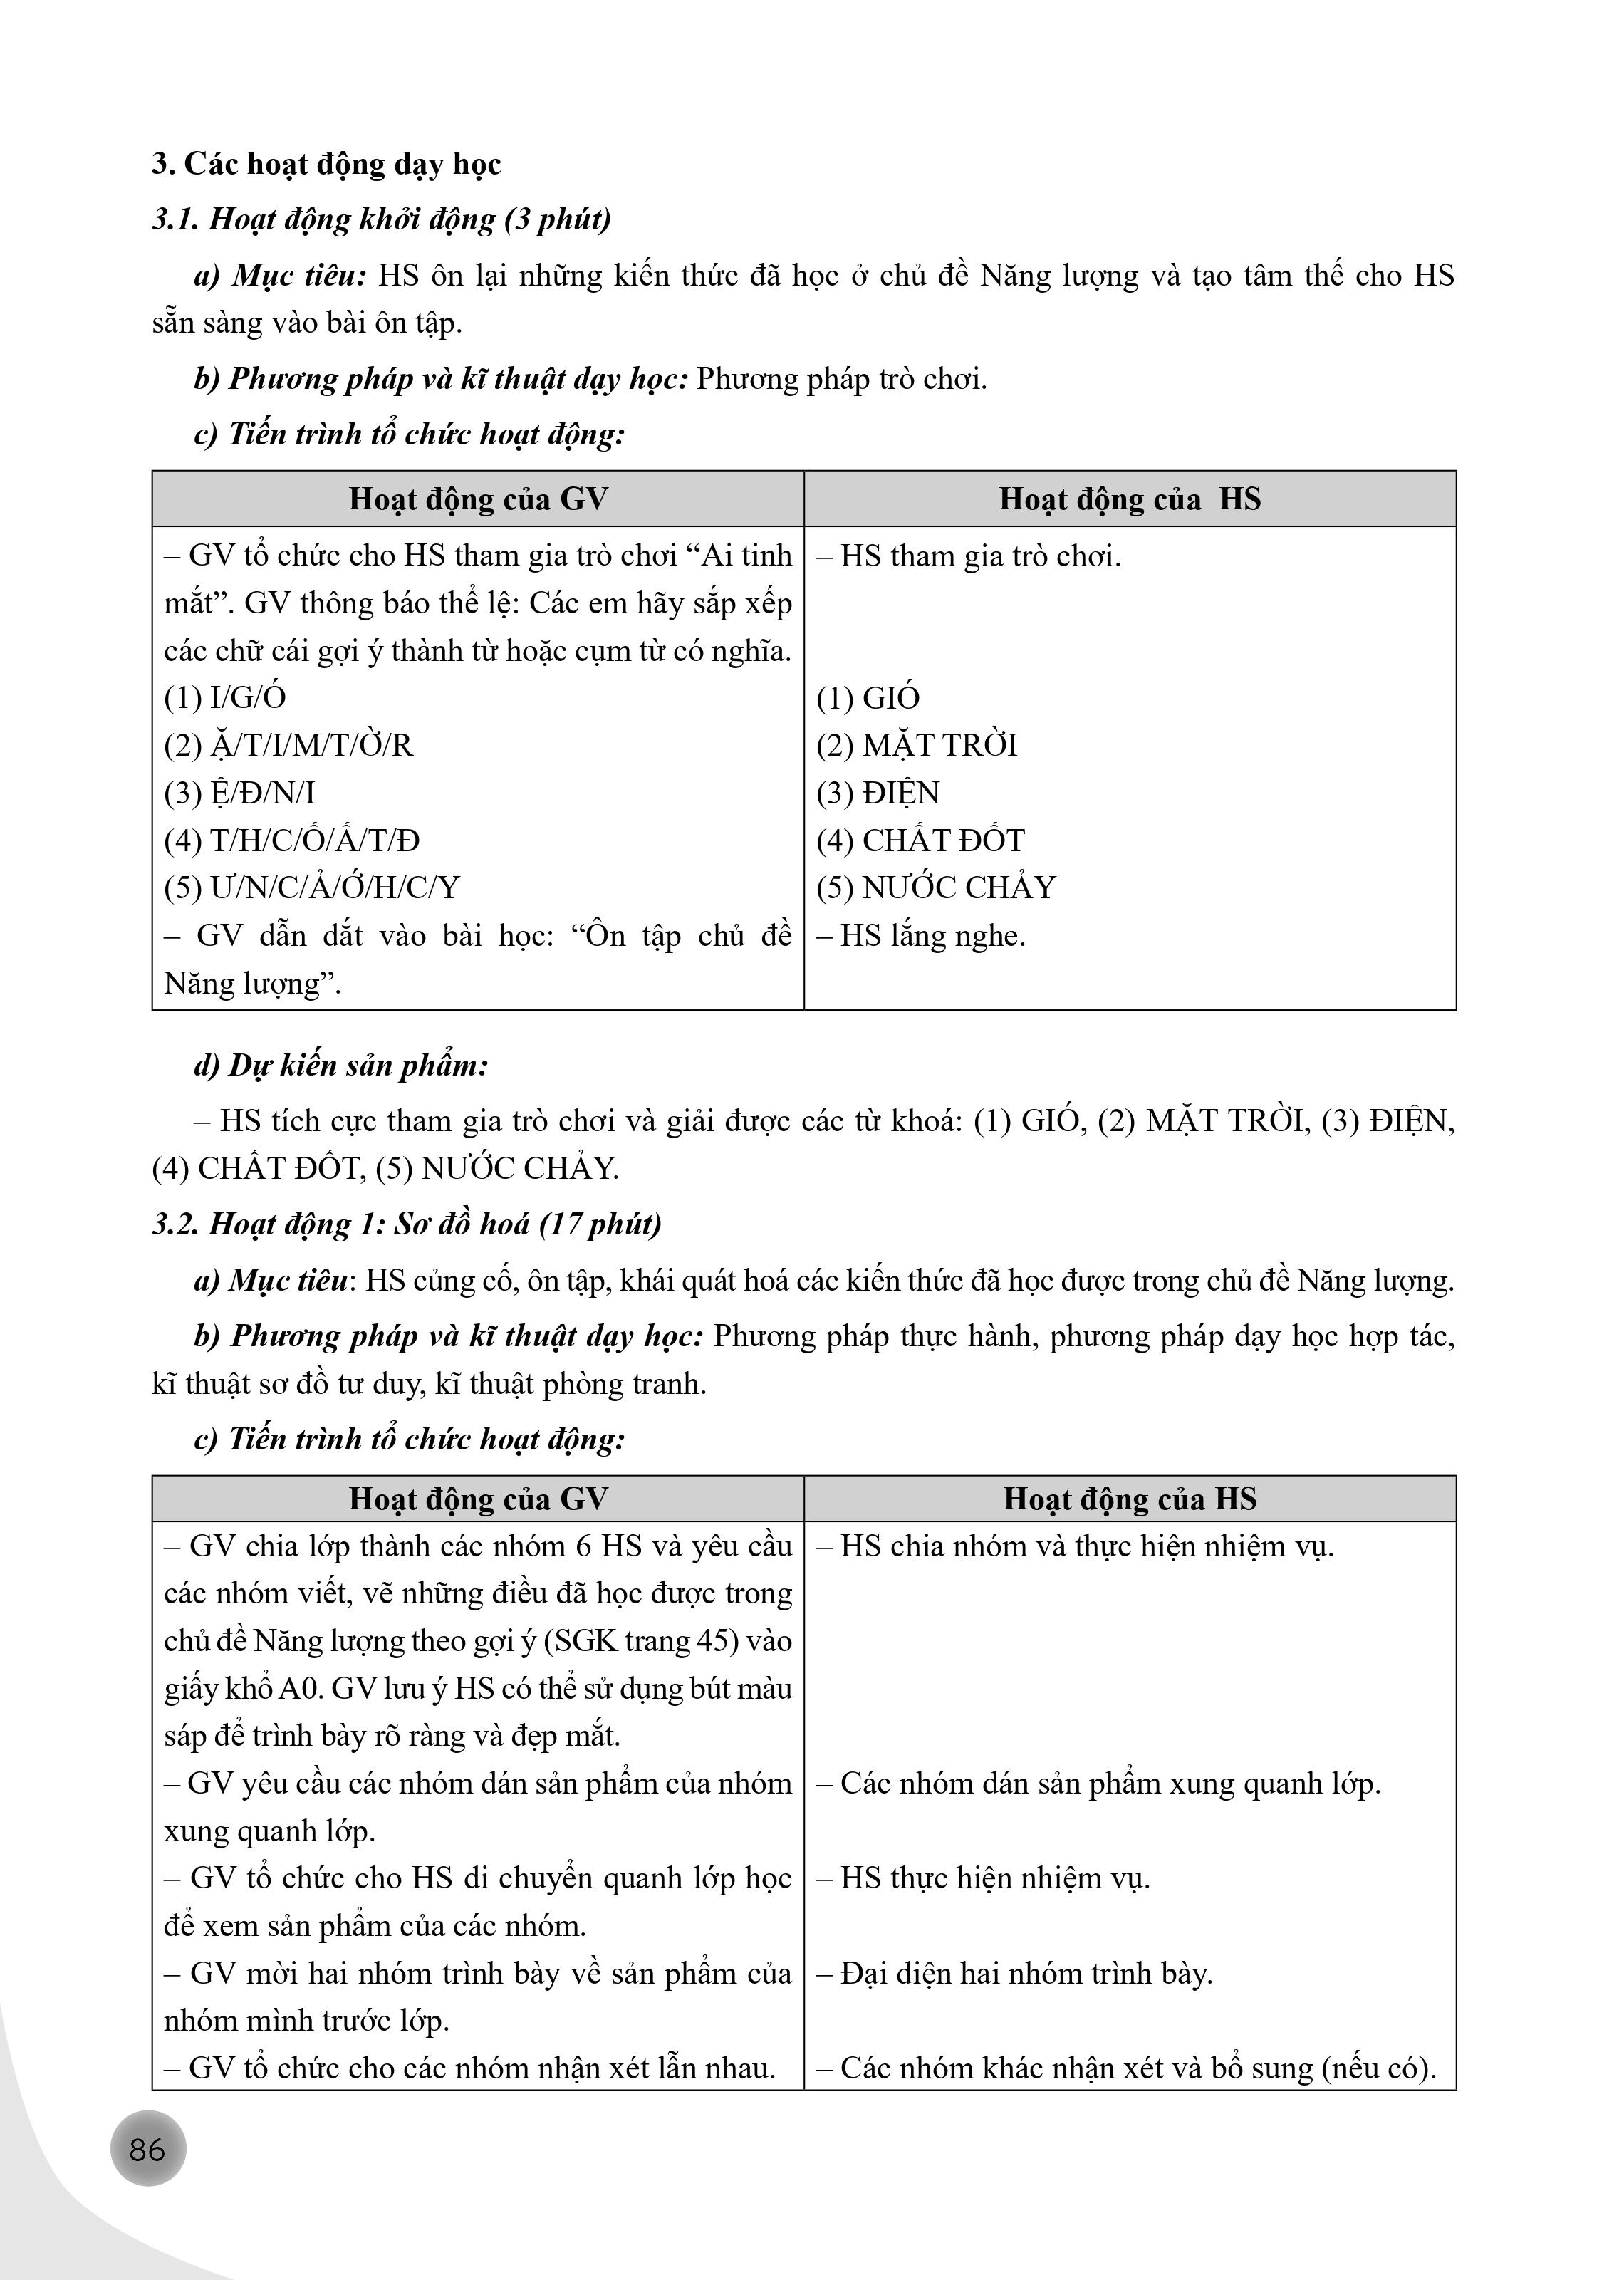 3. Các hoạt động dạy học
3.1. Hoạt động khởi động (3 phút)
a) Mục tiêu: HS ôn lại những kiến thức đã học ở chủ đề Năng lượng và tạo tâm thế cho HS
sẵn sàng vào bài ôn tập.
b) Phương pháp và kĩ thuật dạy học: Phương pháp trò chơi.
c) Tiến trình tổ chức hoạt động:
Hoạt động của GV
– GV tổ chức cho HS tham gia trò chơi “Ai tinh
mắt”. GV thông báo thể lệ: Các em hãy sắp xếp
các chữ cái gợi ý thành từ hoặc cụm từ có nghĩa.
(1) I/G/Ó
(2) Ặ/T/I/M/T/Ờ/R
(3) Ệ/Đ/N/I
(4) T/H/C/Ố/Ấ/T/Đ
(5) Ư/N/C/Ả/Ớ/H/C/Y
– GV dẫn dắt vào bài học: “Ôn tập chủ đề
Năng lượng”.
Hoạt động của HS
– HS tham gia trò chơi.
(1) GIÓ
(2) MẶT TRỜI
(3) ĐIỆN
(4) CHẤT ĐỐT
(5) NƯỚC CHẢY
– HS lắng nghe.
d) Dự kiến sản phẩm:
– HS tích cực tham gia trò chơi và giải được các từ khoá: (1) GIÓ, (2) MẶT TRỜI, (3) ĐIỆN,
(4) CHẤT ĐỐT, (5) NƯỚC CHẢY.
3.2. Hoạt động 1: Sơ đồ hoá (17 phút)
a) Mục tiêu: HS củng cố, ôn tập, khái quát hoá các kiến thức đã học được trong chủ đề Năng lượng.
b) Phương pháp và kĩ thuật dạy học: Phương pháp thực hành, phương pháp dạy học hợp tác,
kĩ thuật sơ đồ tư duy, kĩ thuật phòng tranh.
c) Tiến trình tổ chức hoạt động:
Hoạt động của GV
– GV chia lớp thành các nhóm 6 HS và yêu cầu
các nhóm viết, vẽ những điều đã học được trong
chủ đề Năng lượng theo gợi ý (SGK trang 45) vào
giấy khổ A0. GV lưu ý HS có thể sử dụng bút màu
sáp để trình bày rõ ràng và đẹp mắt.
– GV yêu cầu các nhóm dán sản phẩm của nhóm
xung quanh lớp.
– GV tổ chức cho HS di chuyển quanh lớp học
để xem sản phẩm của các nhóm.
– GV mời hai nhóm trình bày về sản phẩm của
nhóm mình trước lớp.
– GV tổ chức cho các nhóm nhận xét lẫn nhau.
Hoạt động của HS
– HS chia nhóm và thực hiện nhiệm vụ.
– Các nhóm dán sản phẩm xung quanh lớp.
– HS thực hiện nhiệm vụ.
– Đại diện hai nhóm trình bày.
– Các nhóm khác nhận xét và bổ sung (nếu có).
86